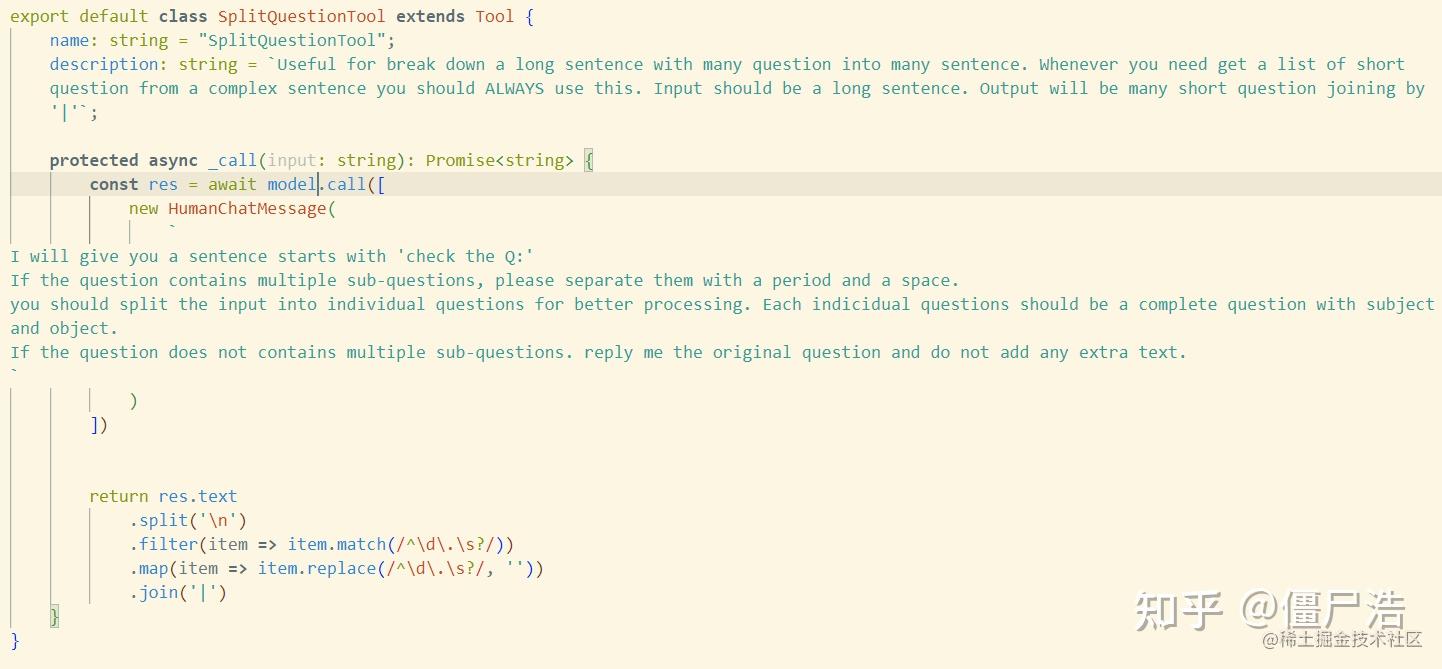 export default class SplitQuestionTool extends Tool {
    name: string = "SplitQuestionTool";
    description: string = `Useful for break down a long sentence with many question into many sentence. Whenever you need get a list of short
    question from a complex sentence you should ALWAYS use this. Input should be a long sentence. Output will be many short question joining by
    '|'`;
    protected async _call(input: string): Promise<string> {
        const res = await model.call([
            new HumanChatMessage(
                `
I will give you a sentence starts with 'check the Q:'
If the question contains multiple sub-questions, please separate them with a period and a space.
you should split the input into individual questions for better processing. Each indicidual questions should be a complete question with subject
and object.
If the question does not contains multiple sub-questions. reply me the original question and do not add any extra text.
`
            )
        ])
        return res.text
            .split('\n')
            .filter(item => item.match(/^\d\.\s?/))
            .map(item => item.replace(/^\d\.\s?/, ''))
            .join('|')
    }
}
知乎 @僵尸浩
@稀土掘金技术社区